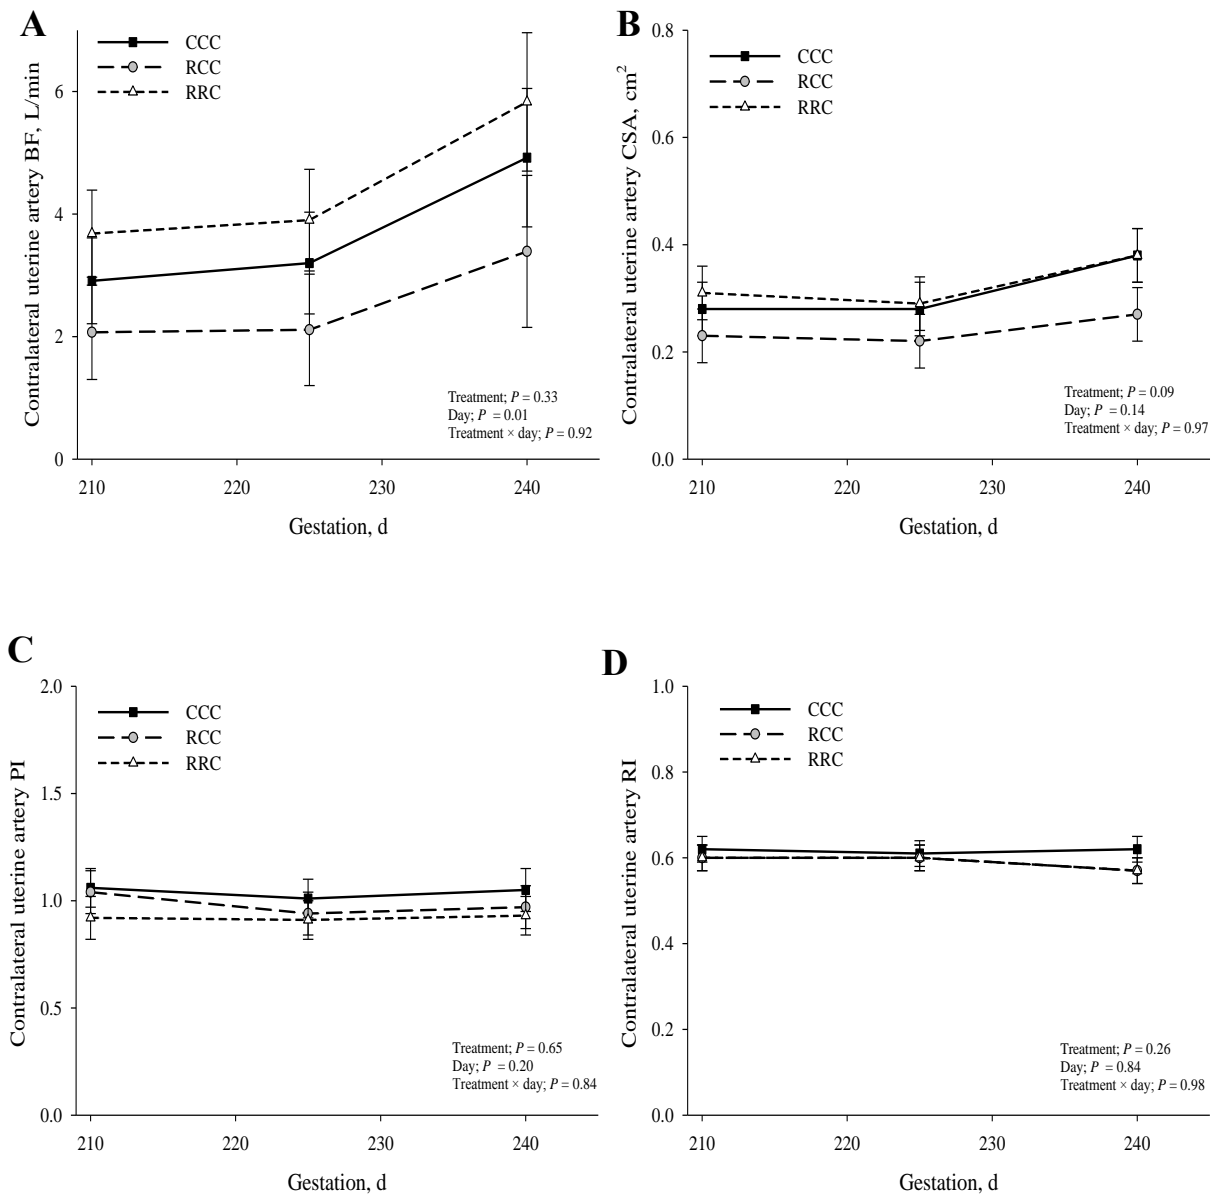 A
CCC
RCC
RRC
Contralateral uterine artery BF, L/min
6
4
2
0
Treatment; P = 0.33
Day; P = 0.01
Treatment × day; P = 0.92
210
220
230
240
Gestation, d
B
CCC
RCC
RRC
Contralateral uterine artery CSA, cm²
0.8
0.6
0.4
0.2
0.0
Treatment; P = 0.09
Day; P = 0.14
Treatment × day; P = 0.97
210
220
230
240
Gestation, d
C
CCC
RCC
RRC
Contralateral uterine artery PI
2.0
1.5
1.0
0.5
0.0
Treatment; P = 0.65
Day; P = 0.20
Treatment × day; P = 0.84
210
220
230
240
Gestation, d
D
CCC
RCC
RRC
Contralateral uterine artery RI
1.0
0.8
0.6
0.4
0.2
0.0
Treatment; P = 0.26
Day; P = 0.84
Treatment × day; P = 0.98
210
220
230
240
Gestation, d